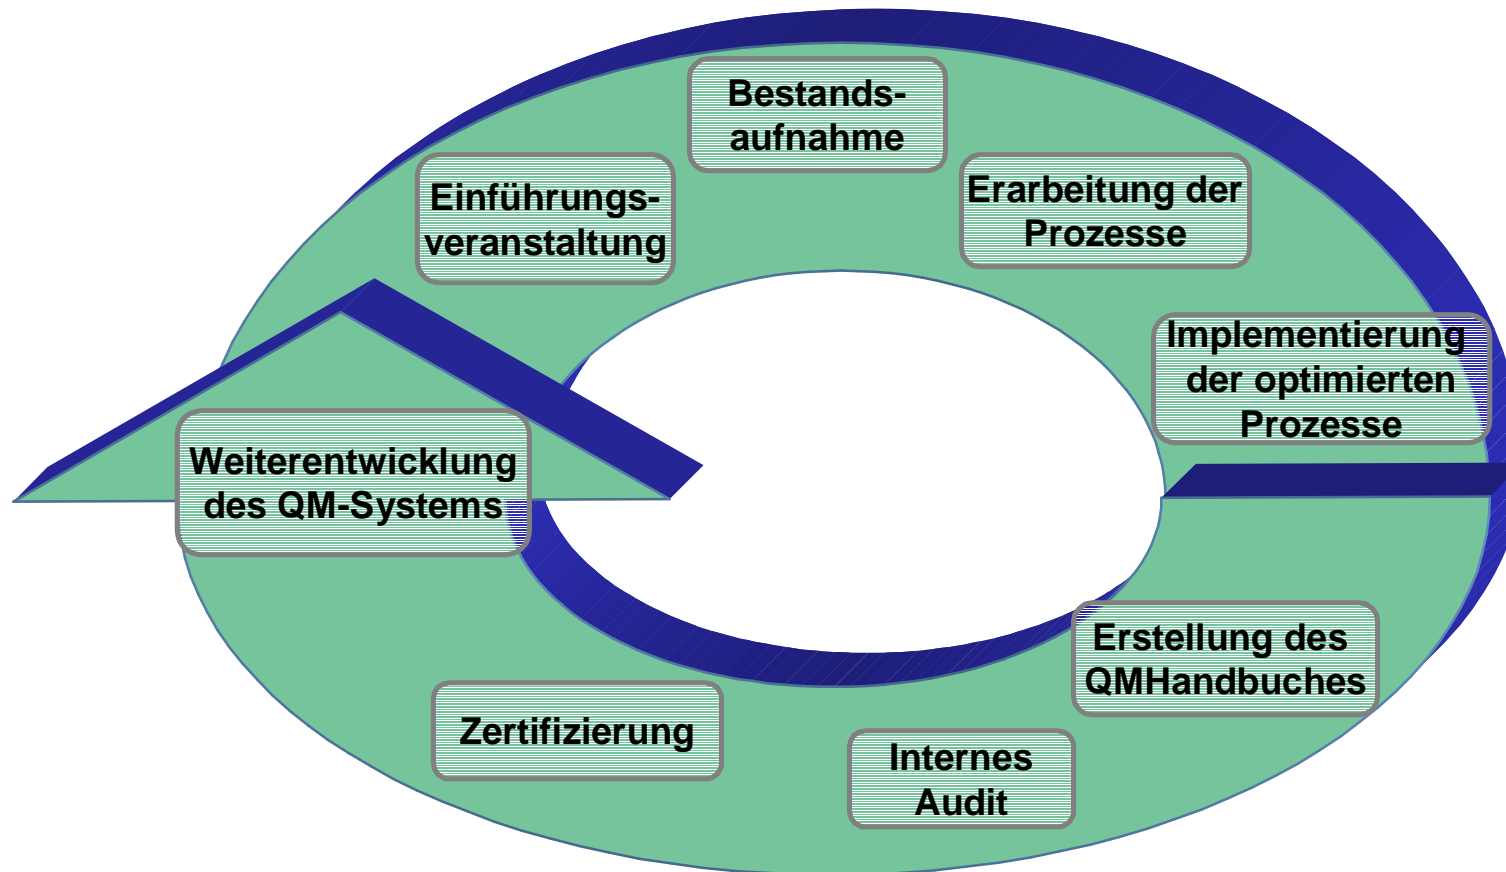 Bestands-
aufnahme
Einführungs-
veranstaltung
Erarbeitung der
Prozesse
Implementierung
der optimierten
Prozesse
Weiterentwicklung
des QM-Systems
Erstellung des
QMHandbuches
Zertifizierung
Internes
Audit